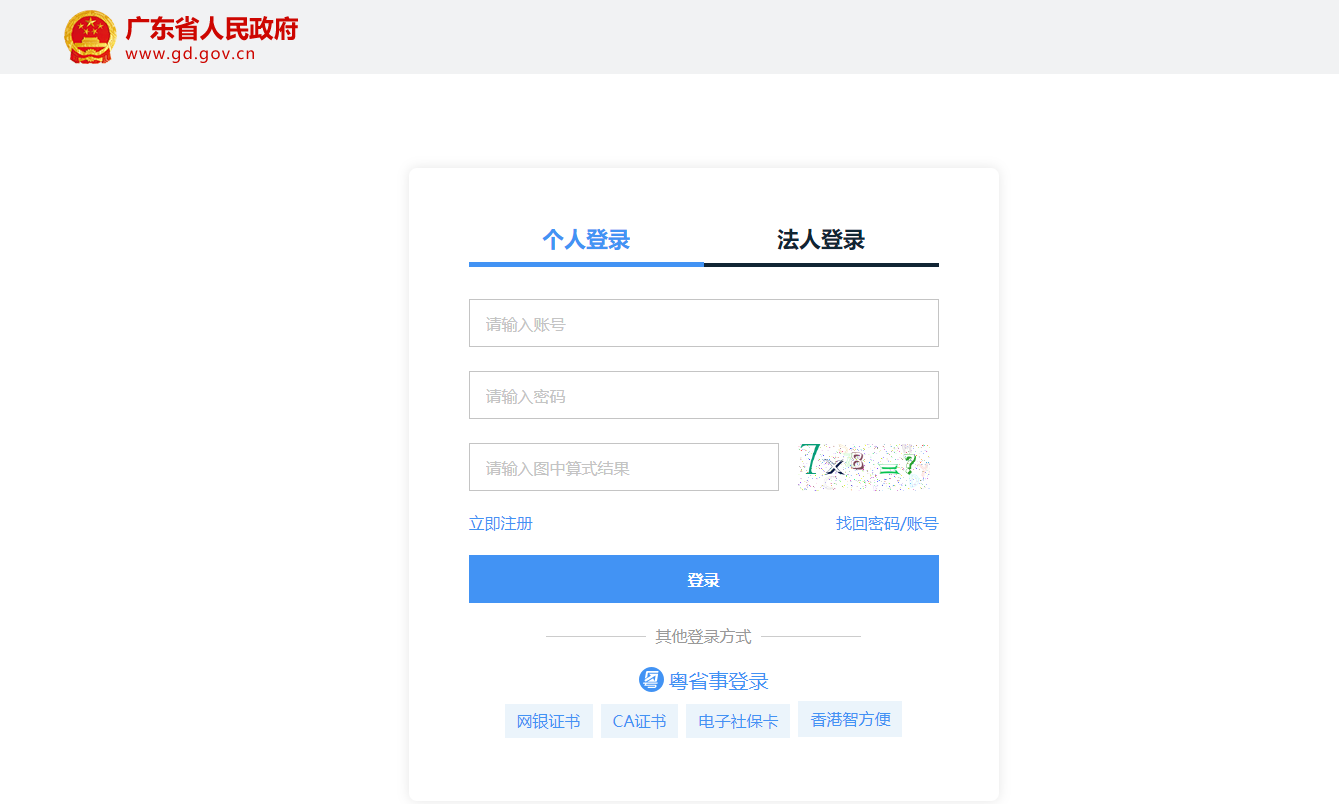 广东省人民政府
www.gd.gov.cn
个人登录 法人登录
请输入账号
请输入密码
请输入图中算式结果 7x8=?
立即注册 找回密码/账号
登录
其他登录方式
粤 粤省事登录
网银证书 CA证书 电子社保卡 香港智方便